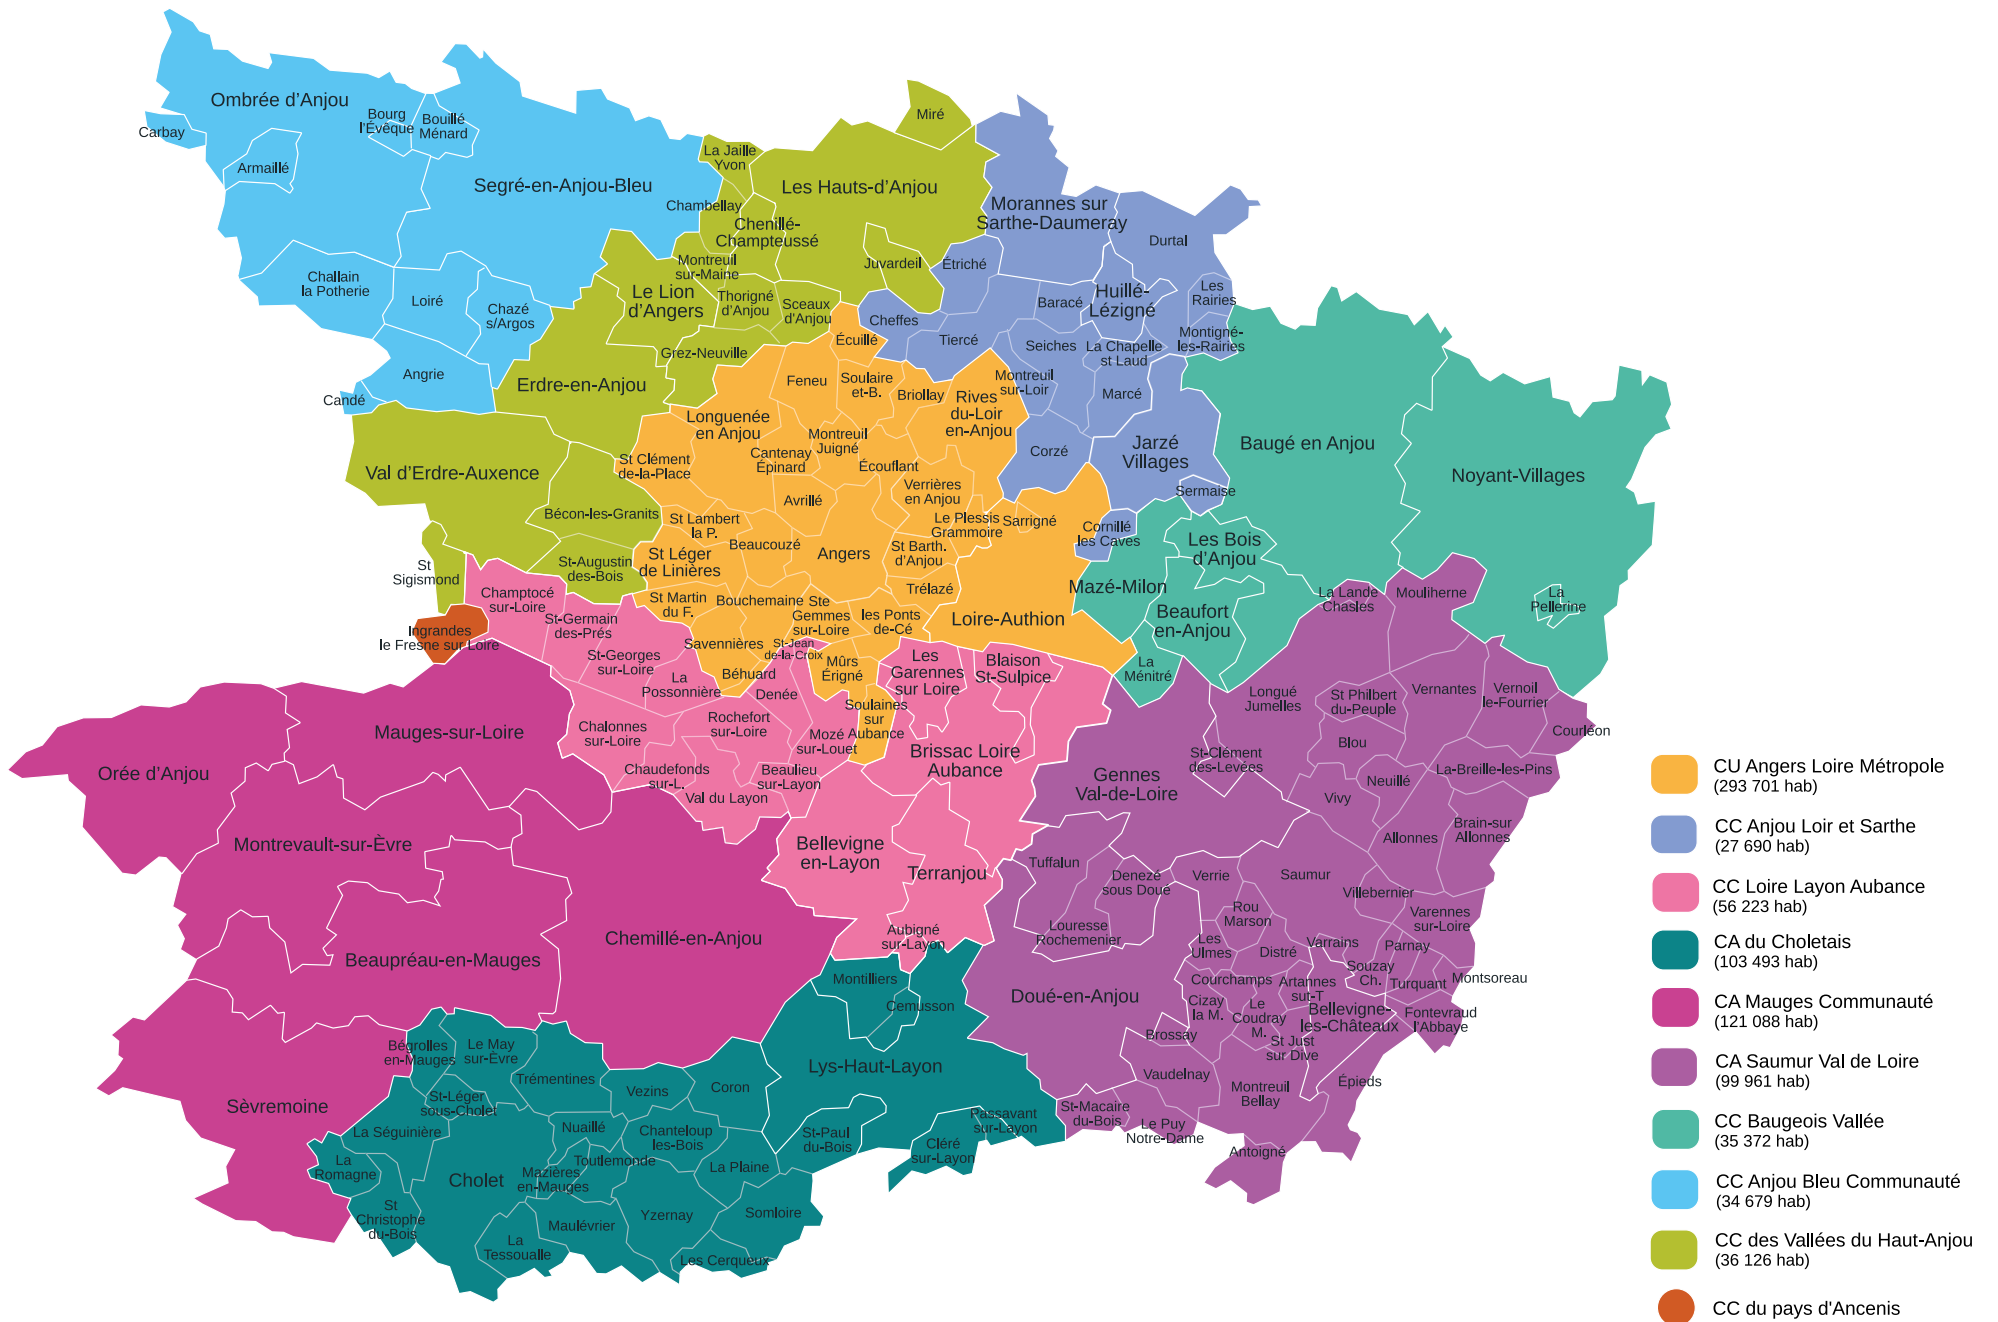 Ombrée d’Anjou
Bourg
l’Évêque
Bouillé
Ménard
Carbay
Armaillé
Segré-en-Anjou-Bleu
Challain
la Potherie
Loiré
Chazé
s/Argos
Angrie
Candé
Miré
La Jaille
Yvon
Les Hauts-d’Anjou
Chambellay
Chenillé-
Champteussé
Montreuil
sur-Maine
Juvardeil
Le Lion
d’Angers
Thorigné
d’Anjou
Sceaux
d’Anjou
Grez-Neuville
Erdre-en-Anjou
Val d’Erdre-Auxence
Bécon-les-Granits
St-Augustin
des-Bois
St
Sigismond
Morannes sur
Sarthe-Daumeray
Durtal
Étriché
Baracé
Huillé-
Lézigné
Les
Rairies
Cheffes
Tiercé
Seiches
La Chapelle
st Laud
Montigné-
les-Rairies
Montreuil
sur-Loir
Marcé
Corzé
Jarzé
Villages
Sermaise
Cornillé
les Caves
Écuillé
Feneu
Soulaire
et-B.
Briollay
Rives
du-Loir
en-Anjou
Longuenée
en Anjou
Montreuil
Juigné
Cantenay
Épinard
Écouflant
St Clément
de-la-Place
Avrillé
Verrières
en Anjou
St Lambert
la P.
Le Plessis
Grammoire
Sarrigné
Beaucouzé
Angers
St Barth.
d’Anjou
St Léger
de Linières
Trélazé
St Martin
du F.
Bouchemaine
Ste
Gemmes
sur-Loire
les Ponts
de-Cé
Loire-Authion
Savennières
Béhuard
Mûrs
Érigné
Soulaines
sur
Aubance
Baugé en Anjou
Noyant-Villages
Les Bois
d’Anjou
Mazé-Milon
Beaufort
en-Anjou
La
Ménitré
La
Pellerine
Champtocé
sur-Loire
St-Germain
des-Prés
Ingrandes
le Fresne sur Loire
St-Georges
sur-Loire
La
Possonnière
St-Jean
de-la-Croix
Denée
Les
Garennes
sur Loire
Blaison
St-Sulpice
Chalonnes
sur-Loire
Rochefort
sur-Loire
Mozé
sur-Louet
Brissac Loire
Aubance
Chaudefonds
sur-L.
Beaulieu
sur-Layon
Val du Layon
Bellevigne
en-Layon
Terranjou
Aubigné
sur-Layon
Mauges-sur-Loire
Orée d’Anjou
Montrevault-sur-Èvre
Beaupréau-en-Mauges
Chemillé-en-Anjou
Sèvremoine
La Lande
Chasles
Mouliherne
Longué
Jumelles
St Philbert
du-Peuple
Vernantes
Vernoil
le-Fourrier
Courléon
Blou
St-Clément
des-Levées
Gennes
Val-de-Loire
Neuillé
La-Breille-les-Pins
Vivy
Allonnes
Brain-sur
Allonnes
Tuffalun
Denezé
sous Doue
Verrie
Saumur
Villebernier
Rou
Marson
Varennes
sur-Loire
Louresse
Rochemenier
Les
Ulmes
Distré
Varrains
Parnay
Souzay
Ch.
Turquant
Montsoreau
Courchamps
Artannes
sut-T
Doué-en-Anjou
Cizay
la M.
Le
Coudray
M.
Bellevigne-
les-Châteaux
Fontevraud
l’Abbaye
Brossay
St Just
sur Dive
Vaudelnay
Montreuil
Bellay
Épieds
St-Macaire
du-Bois
Le Puy
Notre-Dame
Antoigné
Montilliers
Cernusson
Lys-Haut-Layon
Bégrolles
en-Mauges
Le May
sur-Èvre
Trémentines
Vezins
Coron
St-Léger
sous-Cholet
La Séguinière
Nuaillé
Chanteloup
les-Bois
St-Paul
du-Bois
Passavant
sur-Layon
Cléré
sur-Layon
La
Romagne
Cholet
Toutlemonde
Mazières
en-Mauges
La Plaine
St
Christophe
du-Bois
Maulévrier
Yzernay
Somloire
La
Tessoualle
Les Cerqueux
CU Angers Loire Métropole
(293 701 hab)
CC Anjou Loir et Sarthe
(27 690 hab)
CC Loire Layon Aubance
(56 223 hab)
CA du Choletais
(103 493 hab)
CA Mauges Communauté
(121 088 hab)
CA Saumur Val de Loire
(99 961 hab)
CC Baugeois Vallée
(35 372 hab)
CC Anjou Bleu Communauté
(34 679 hab)
CC des Vallées du Haut-Anjou
(36 126 hab)
CC du pays d'Ancenis